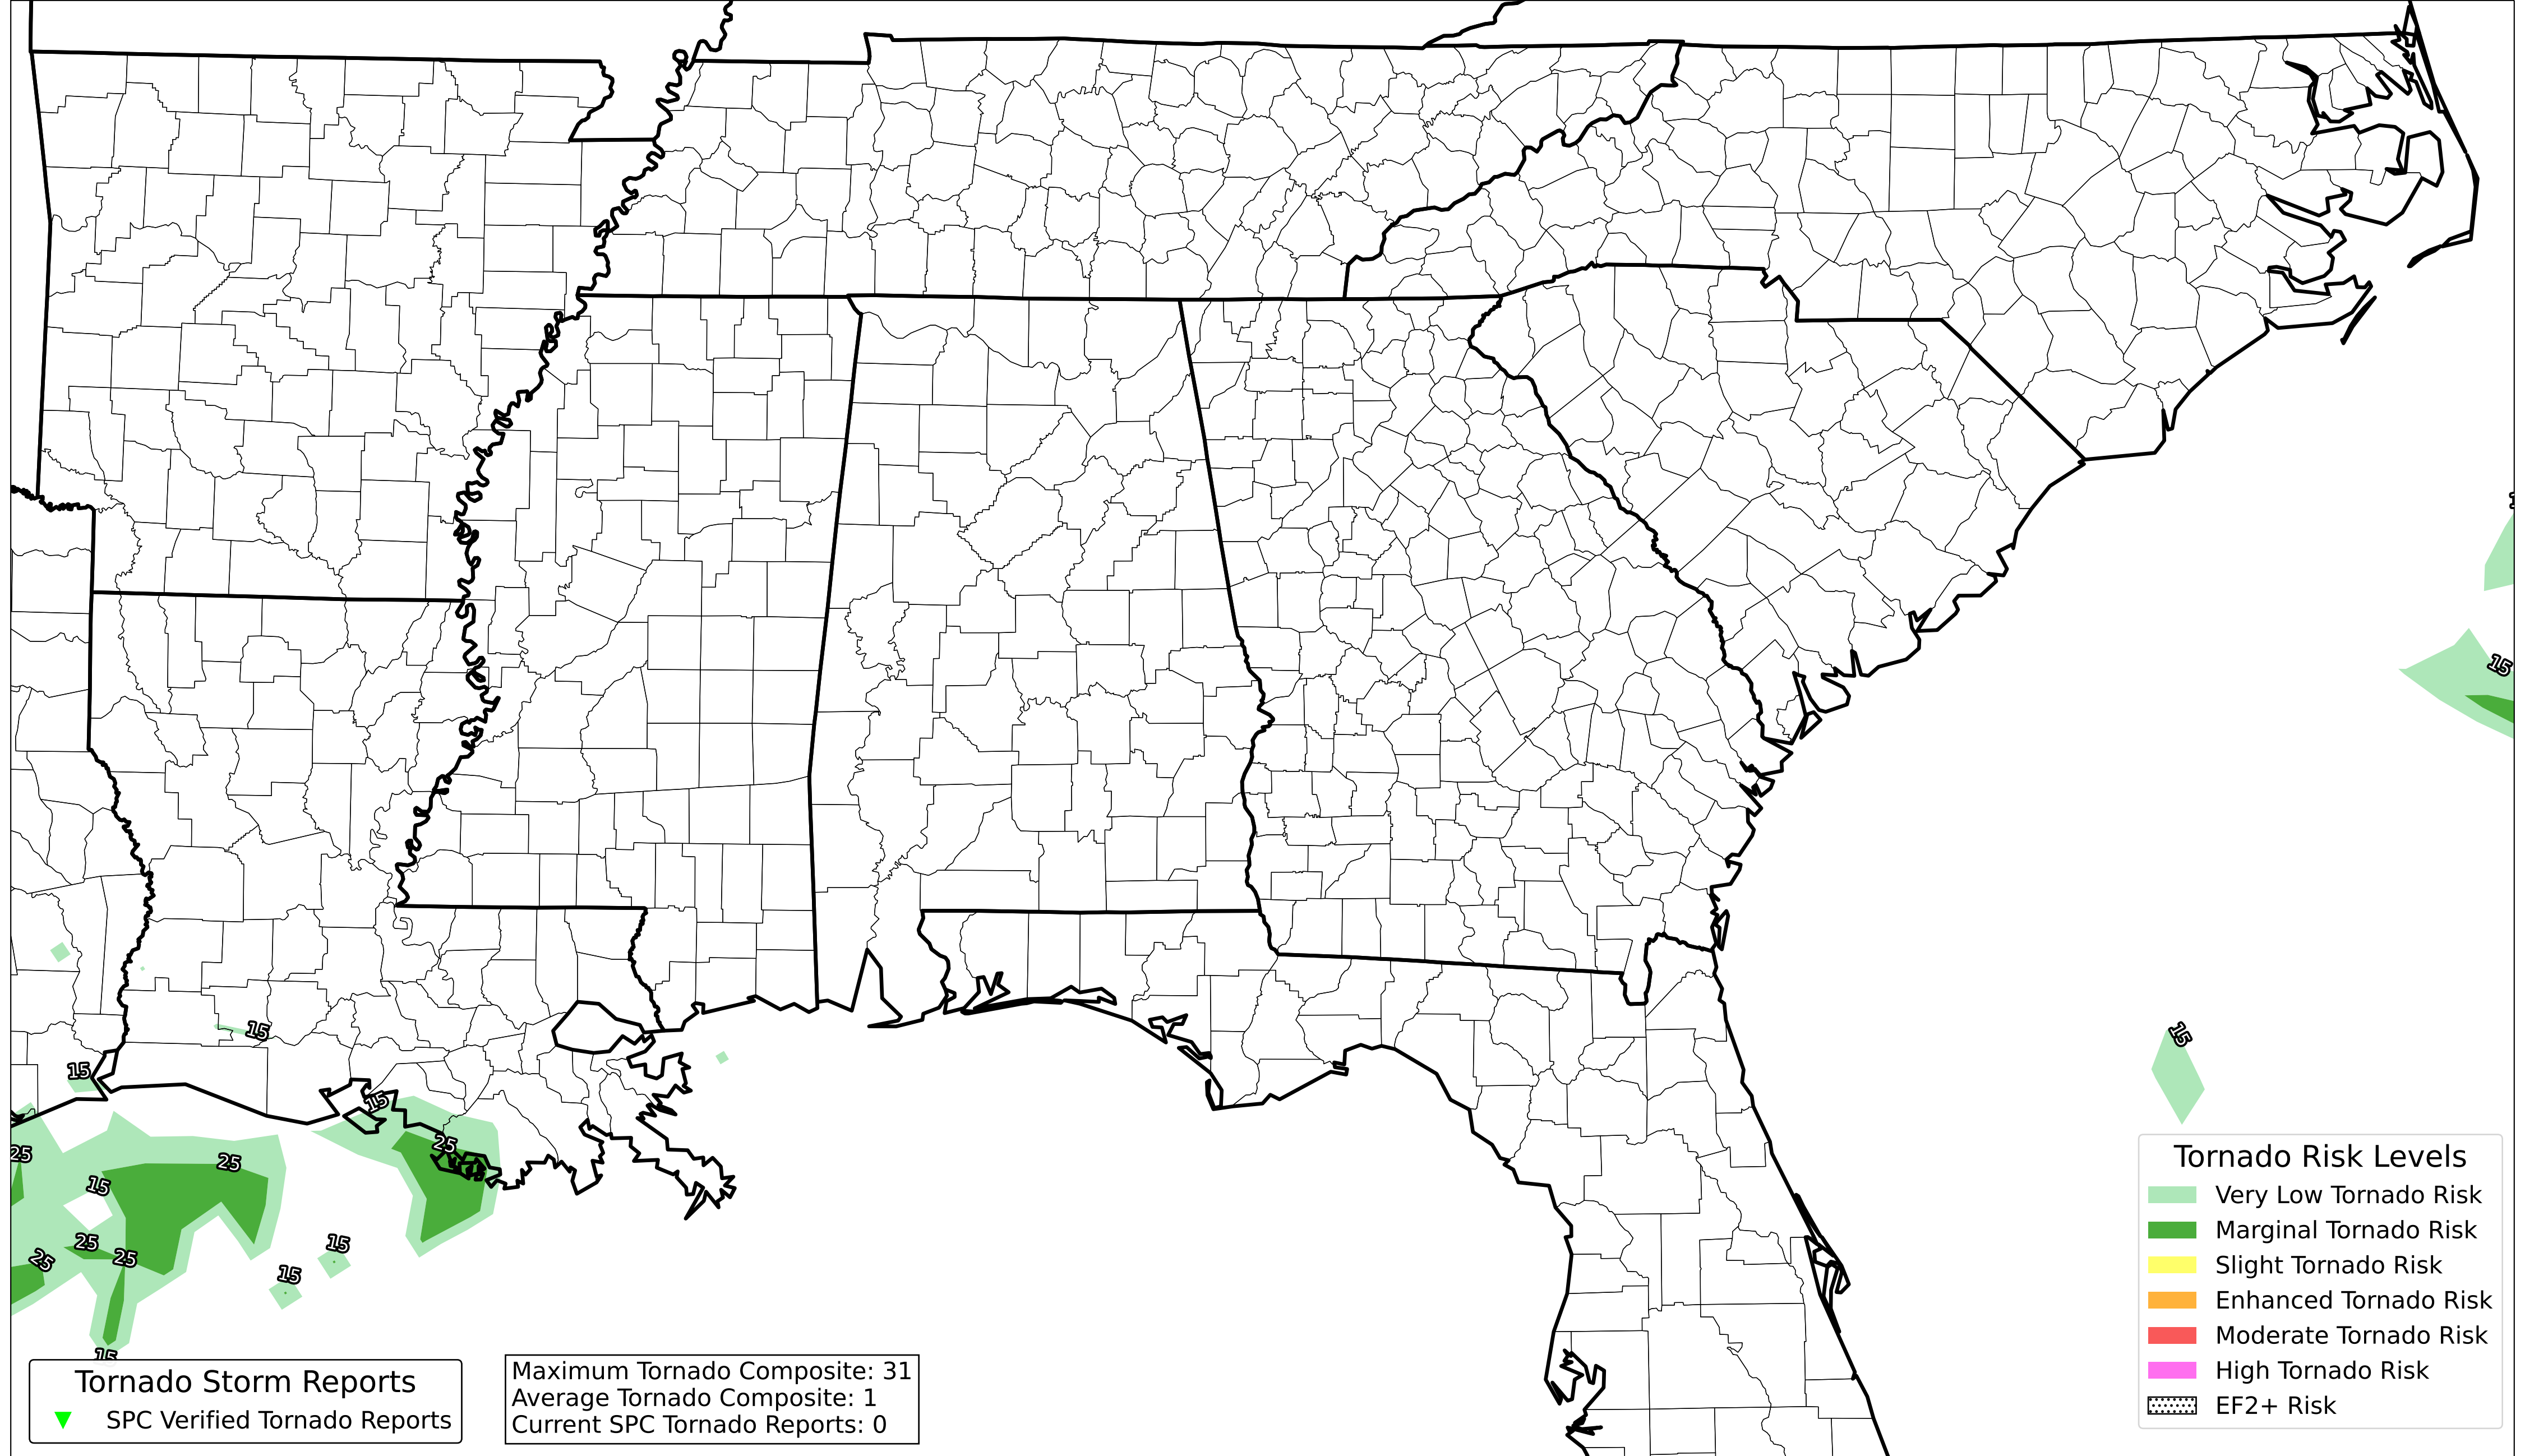 15
15
15
15
15
25
25
25
15
25
25
25
15
15
15
Tornado Risk Levels
Very Low Tornado Risk
Marginal Tornado Risk
Slight Tornado Risk
Enhanced Tornado Risk
Moderate Tornado Risk
High Tornado Risk
EF2+ Risk
Tornado Storm Reports
SPC Verified Tornado Reports
Maximum Tornado Composite: 31
Average Tornado Composite: 1
Current SPC Tornado Reports: 0